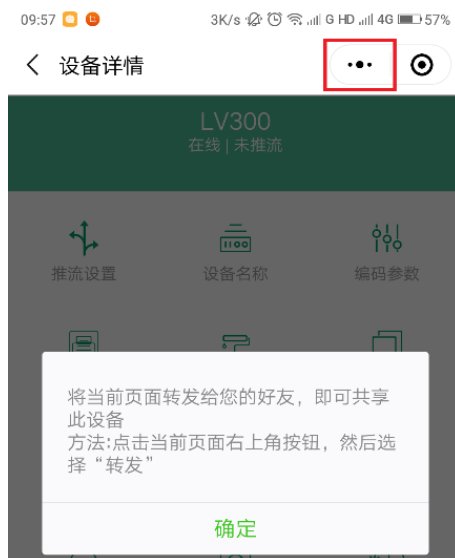 09:57 3K/s G HD 4G 57%
设备详情
LV300
在线 | 未推流
推流设置 设备名称 编码参数
将当前页面转发给您的好友，即可共享
此设备
方法:点击当前页面右上角按钮，然后选
择“转发”
确定